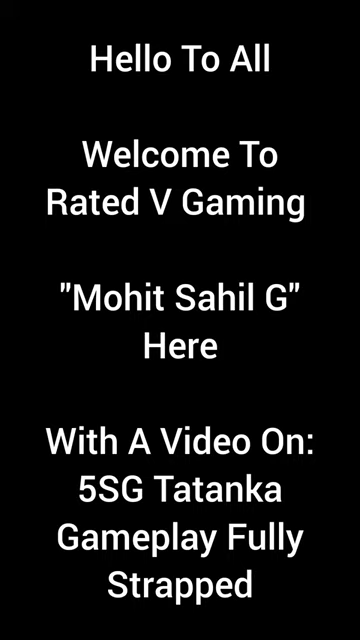 Hello To All
Welcome To
Rated V Gaming
"Mohit Sahil G"
Here
With A Video On:
5SG Tatanka
Gameplay Fully
Strapped